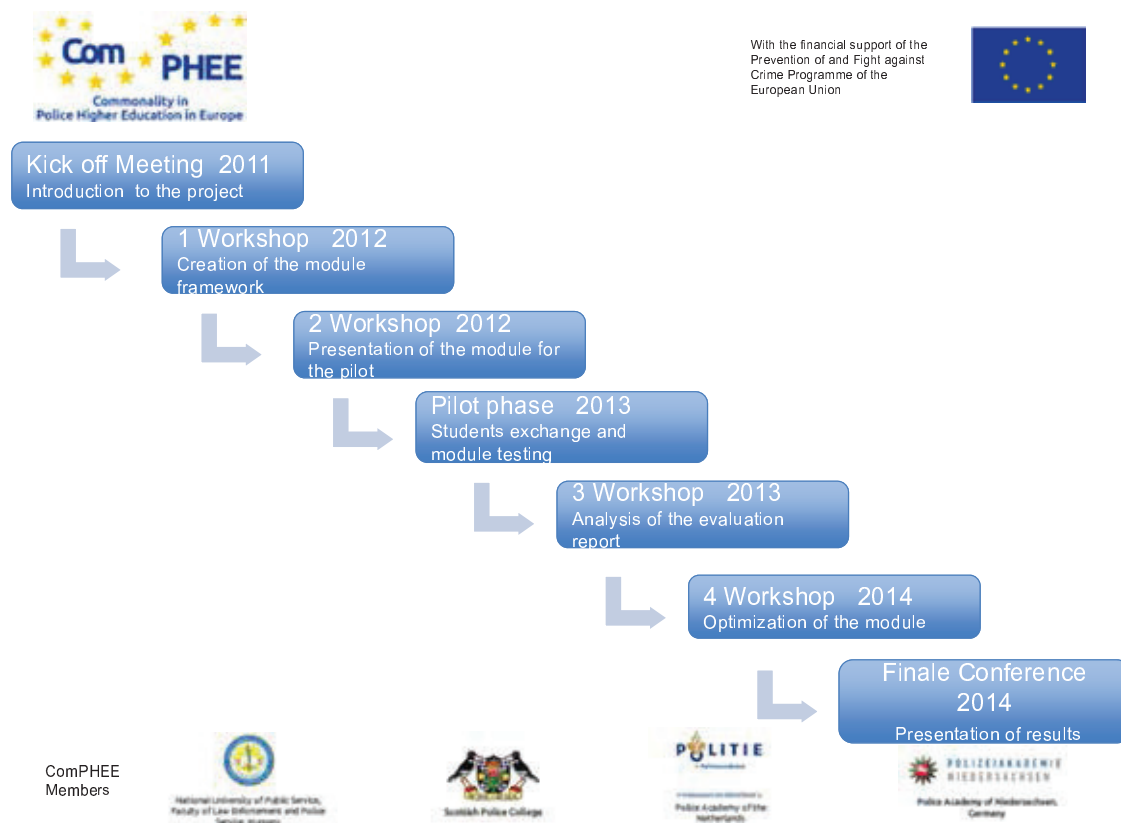 Com
PHEE
Commonality in
Police Higher Education in Europe
With the financial support of the
Prevention of and Fight against
Crime Programme of the
European Union
Kick off Meeting 2011
Introduction to the project
1 Workshop 2012
Creation of the module
framework
2 Workshop 2012
Presentation of the module for
the pilot
Pilot phase 2013
Students exchange and
module testing
3 Workshop 2013
Analysis of the evaluation
report
4 Workshop 2014
Optimization of the module
Finale Conference
2014
Presentation of results
ComPHEE
Members
National University of Public Service,
Faculty of Law Enforcement and Police
Scottish Police College
POLITIE
Police Academy of the
Netherlands
POLIZEIAKADEMIE
NIEDERSACHSEN
Police Academy of Niedersachsen,
Germany